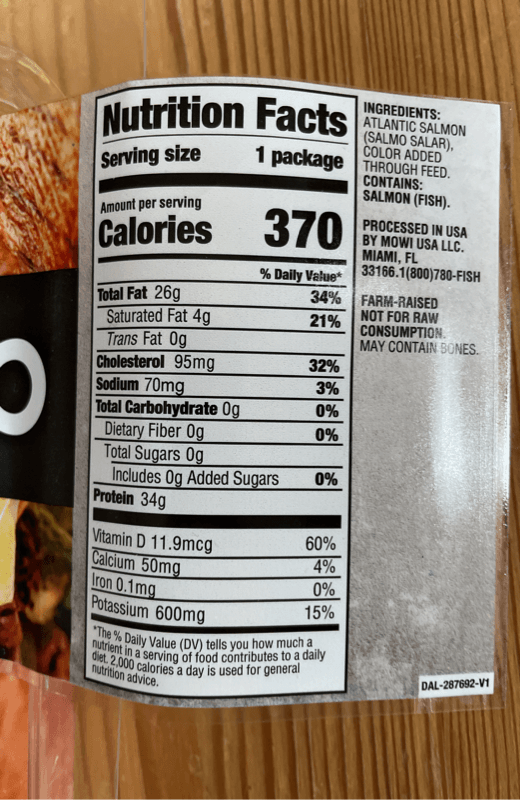 Nutrition Facts
Serving size 1 package
Amount per serving
Calories 370
% Daily Value*
Total Fat 26g 34%
Saturated Fat 4g 21%
Trans Fat 0g
Cholesterol 95mg 32%
Sodium 70mg 3%
Total Carbohydrate 0g 0%
Dietary Fiber 0g 0%
Total Sugars 0g
Includes 0g Added Sugars 0%
Protein 34g
Vitamin D 11.9mcg 60%
Calcium 50mg 4%
Iron 0.1mg 0%
Potassium 600mg 15%
*The % Daily Value (DV) tells you how much a
nutrient in a serving of food contributes to a daily
diet. 2,000 calories a day is used for general
nutrition advice.
INGREDIENTS:
ATLANTIC SALMON
(SALMO SALAR),
COLOR ADDED
THROUGH FEED.
CONTAINS:
SALMON (FISH).
PROCESSED IN USA
BY MOWI USA LLC.
MIAMI, FL
33166.1(800)780-FISH
FARM-RAISED
NOT FOR RAW
CONSUMPTION.
MAY CONTAIN BONES.
DAL-287692-V1